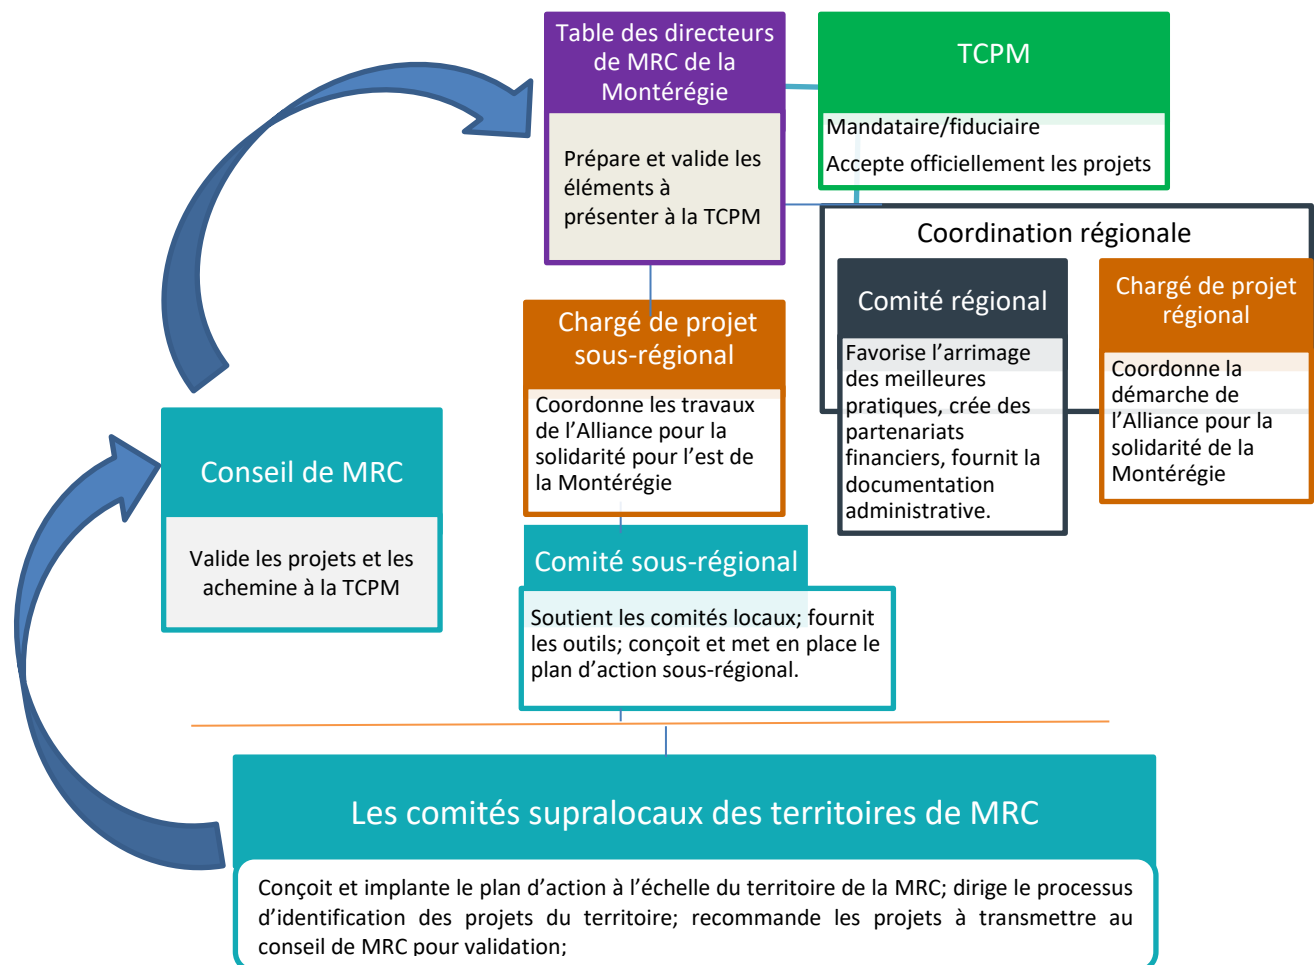 Table des directeurs
de MRC de la
Montérégie
Prépare et valide les
éléments à
présenter à la TCPM
TCPM
Mandataire/fiduciaire
Accepte officiellement les projets
Coordination régionale
Comité régional
Favorise l’arrimage
des meilleures
pratiques, crée des
partenariats
financiers, fournit la
documentation
administrative.
Chargé de projet
régional
Coordonne la
démarche de
l’Alliance pour la
solidarité de la
Montérégie
Chargé de projet
sous-régional
Coordonne les travaux
de l’Alliance pour la
solidarité pour l’est de
la Montérégie
Conseil de MRC
Valide les projets et les
achemine à la TCPM
Comité sous-régional
Soutient les comités locaux; fournit
les outils; conçoit et met en place le
plan d’action sous-régional.
Les comités supralocaux des territoires de MRC
Conçoit et implante le plan d’action à l’échelle du territoire de la MRC; dirige le processus
d’identification des projets du territoire; recommande les projets à transmettre au
conseil de MRC pour validation;